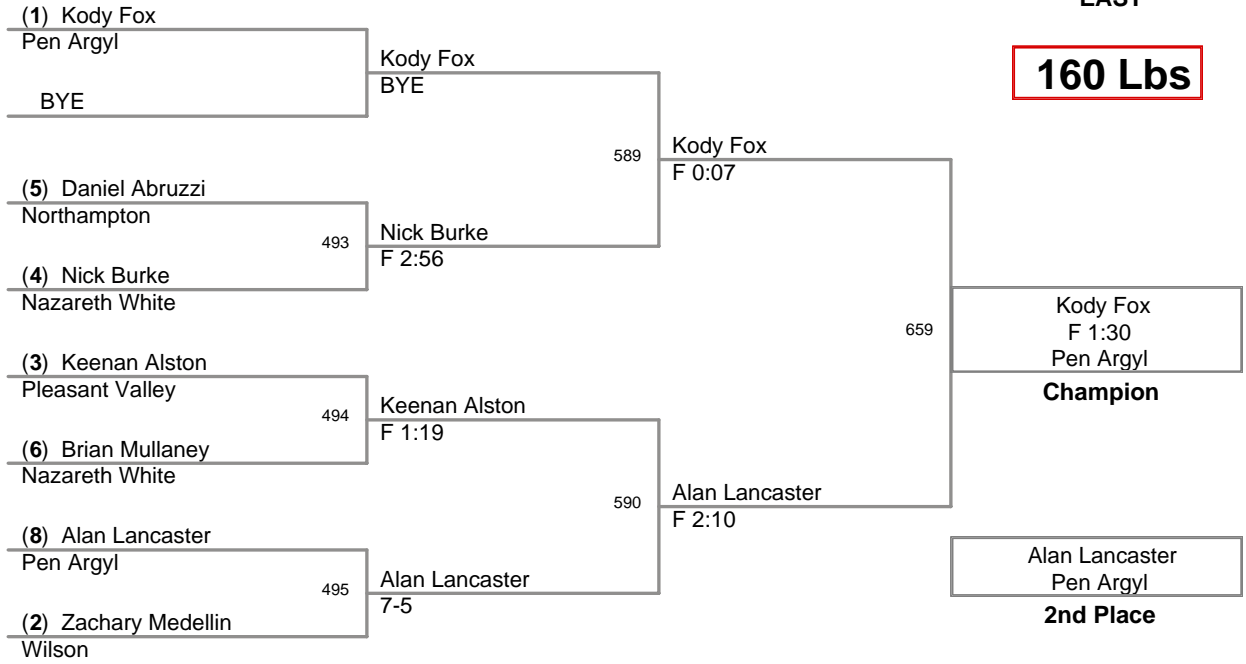 EAST
160 Lbs
(1) Kody Fox
Pen Argyl
BYE
(5) Daniel Abruzzi
Northampton
493
(4) Nick Burke
Nazareth White
(3) Keenan Alston
Pleasant Valley
494
(6) Brian Mullaney
Nazareth White
(8) Alan Lancaster
Pen Argyl
495
(2) Zachary Medellin
Wilson
Kody Fox
BYE
589
Nick Burke
F 2:56
Keenan Alston
F 1:19
590
Alan Lancaster
7-5
Kody Fox
F 0:07
659
Alan Lancaster
F 2:10
Kody Fox
F 1:30
Pen Argyl
Champion
Alan Lancaster
Pen Argyl
2nd Place